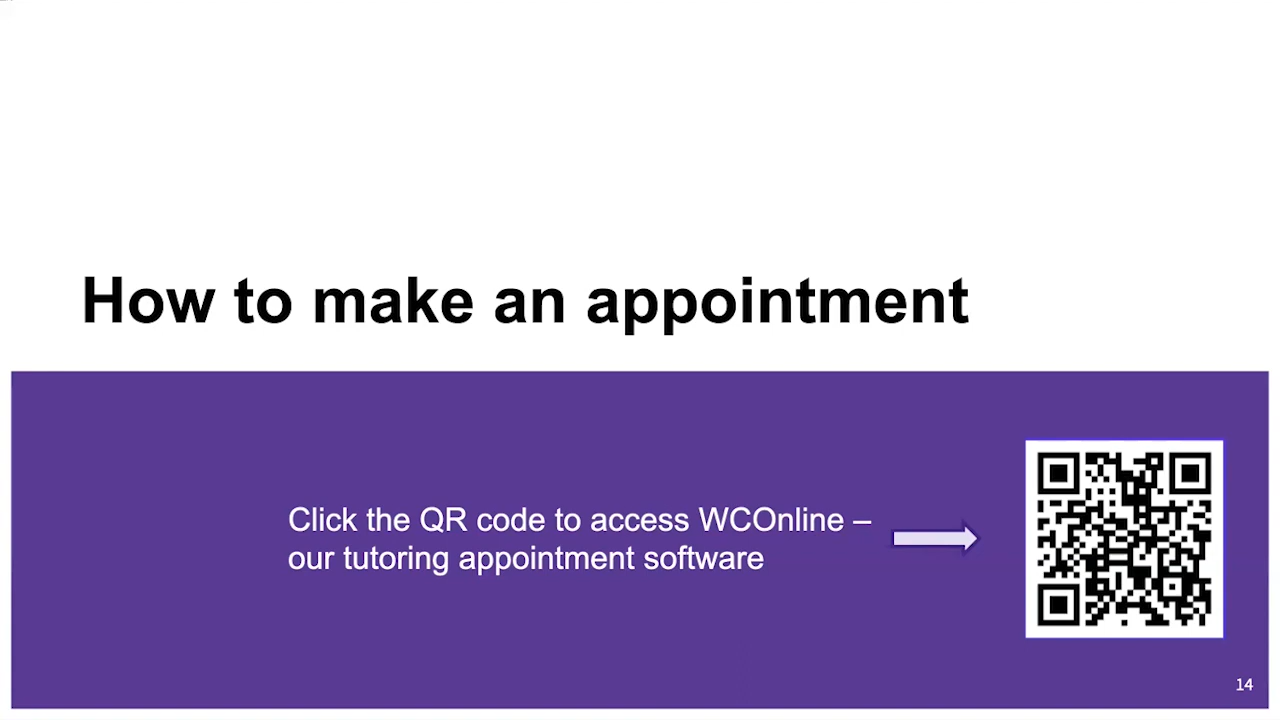 How to make an appointment
Click the QR code to access WCOnline –
our tutoring appointment software
14